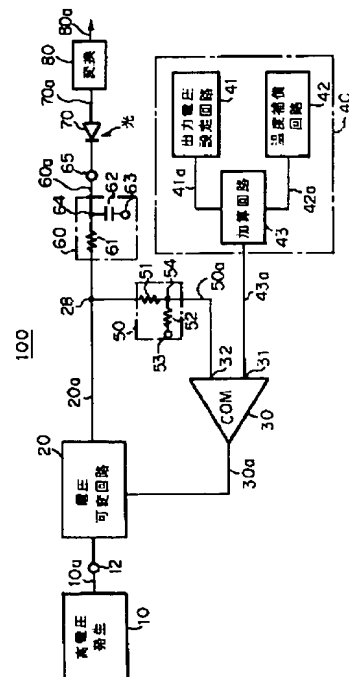 100
高電圧
発生
10
10a
12
電圧
可変回路
20
20a
28
30a
COM
30
31
32
50
51
52
53
54
50a
60
61
62
63
64
60a
65
70
光
70a
変換
80
80a
43a
加算回路
43
41a
42a
出力電圧
設定回路
41
温度補償
回路
42
40